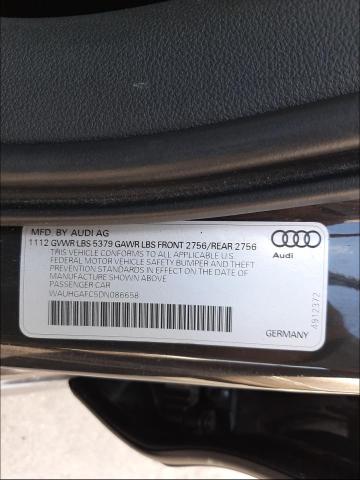 MFD. BY AUDI AG
1112 GVWR LBS 5379 GAWR LBS FRONT 2756/REAR 2756
THIS VEHICLE CONFORMS TO ALL APPLICABLE U.S.
FEDERAL MOTOR VEHICLE SAFETY BUMPER AND THEFT
PREVENTION STANDARDS IN EFFECT ON THE DATE OF
MANUFACTURE SHOWN ABOVE
PASSENGER CAR
WAUHGAFC5DN086658
Audi
GERMANY
4912372